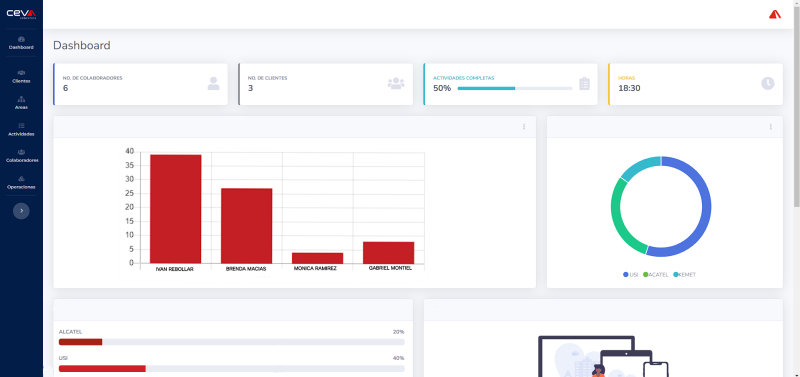 CEVA
LOGISTICS
Dashboard
Clientes
Areas
Actividades
Colaboradores
Operaciones
Dashboard
NO. DE COLABORADORES
6
NO. DE CLIENTES
3
ACTIVIDADES COMPLETAS
50%
HORAS
18:30
40
35
30
25
20
15
10
5
0
IVAN REBOLLAR
BRENDA MACIAS
MONICA RAMIREZ
GABRIEL MONTIEL
USI
ACATEL
KEMET
ALCATEL
20%
USI
40%